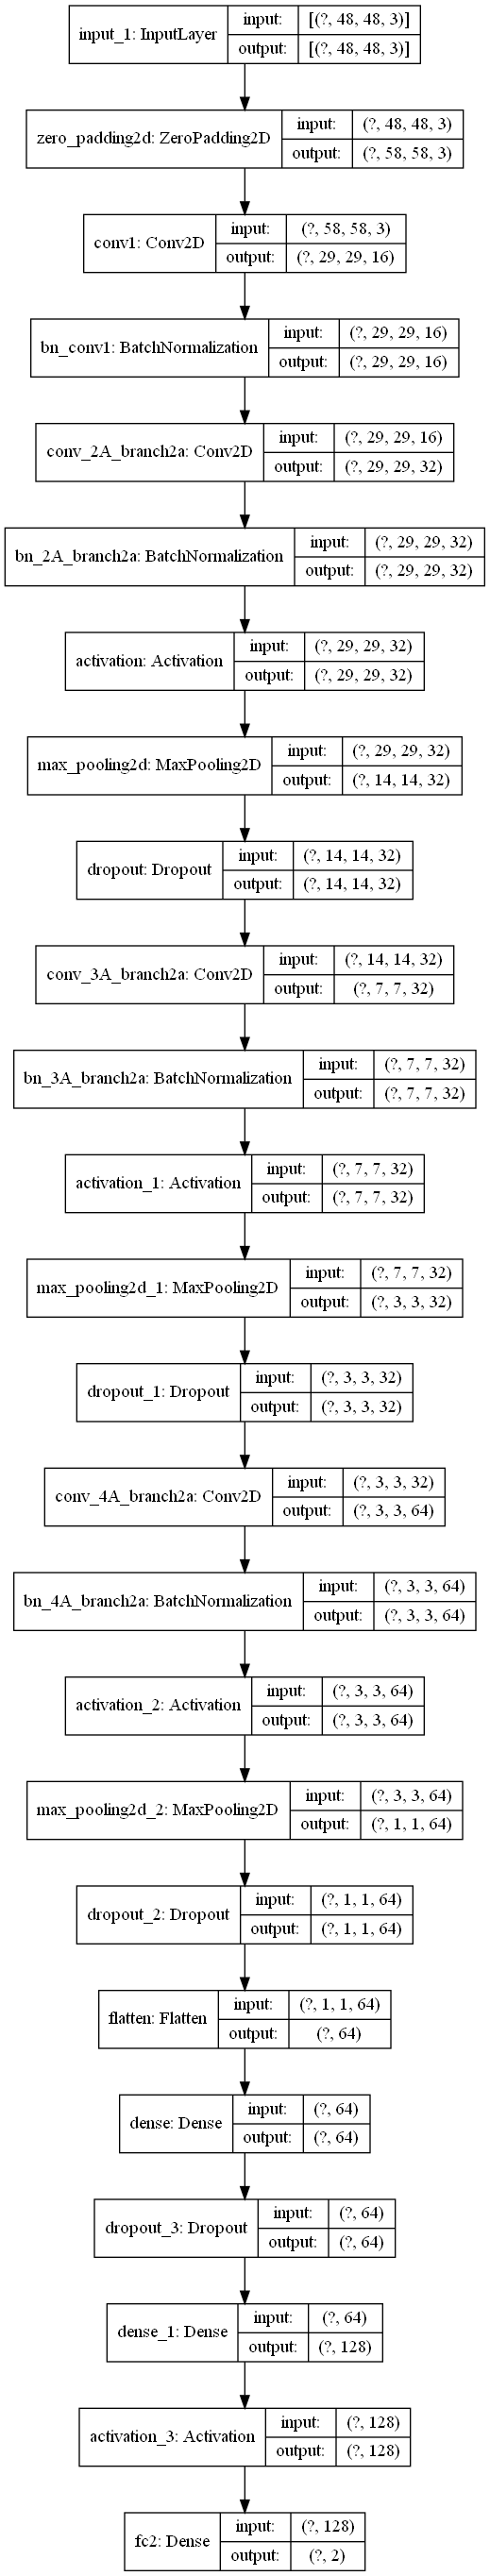 input_1: InputLayer
input: [(?, 48, 48, 3)]
output: [(?, 48, 48, 3)]
zero_padding2d: ZeroPadding2D
input: (?, 48, 48, 3)
output: (?, 58, 58, 3)
conv1: Conv2D
input: (?, 58, 58, 3)
output: (?, 29, 29, 16)
bn_conv1: BatchNormalization
input: (?, 29, 29, 16)
output: (?, 29, 29, 16)
conv_2A_branch2a: Conv2D
input: (?, 29, 29, 16)
output: (?, 29, 29, 32)
bn_2A_branch2a: BatchNormalization
input: (?, 29, 29, 32)
output: (?, 29, 29, 32)
activation: Activation
input: (?, 29, 29, 32)
output: (?, 29, 29, 32)
max_pooling2d: MaxPooling2D
input: (?, 29, 29, 32)
output: (?, 14, 14, 32)
dropout: Dropout
input: (?, 14, 14, 32)
output: (?, 14, 14, 32)
conv_3A_branch2a: Conv2D
input: (?, 14, 14, 32)
output: (?, 7, 7, 32)
bn_3A_branch2a: BatchNormalization
input: (?, 7, 7, 32)
output: (?, 7, 7, 32)
activation_1: Activation
input: (?, 7, 7, 32)
output: (?, 7, 7, 32)
max_pooling2d_1: MaxPooling2D
input: (?, 7, 7, 32)
output: (?, 3, 3, 32)
dropout_1: Dropout
input: (?, 3, 3, 32)
output: (?, 3, 3, 32)
conv_4A_branch2a: Conv2D
input: (?, 3, 3, 32)
output: (?, 3, 3, 64)
bn_4A_branch2a: BatchNormalization
input: (?, 3, 3, 64)
output: (?, 3, 3, 64)
activation_2: Activation
input: (?, 3, 3, 64)
output: (?, 3, 3, 64)
max_pooling2d_2: MaxPooling2D
input: (?, 3, 3, 64)
output: (?, 1, 1, 64)
dropout_2: Dropout
input: (?, 1, 1, 64)
output: (?, 1, 1, 64)
flatten: Flatten
input: (?, 1, 1, 64)
output: (?, 64)
dense: Dense
input: (?, 64)
output: (?, 64)
dropout_3: Dropout
input: (?, 64)
output: (?, 64)
dense_1: Dense
input: (?, 64)
output: (?, 128)
activation_3: Activation
input: (?, 128)
output: (?, 128)
fc2: Dense
input: (?, 128)
output: (?, 2)